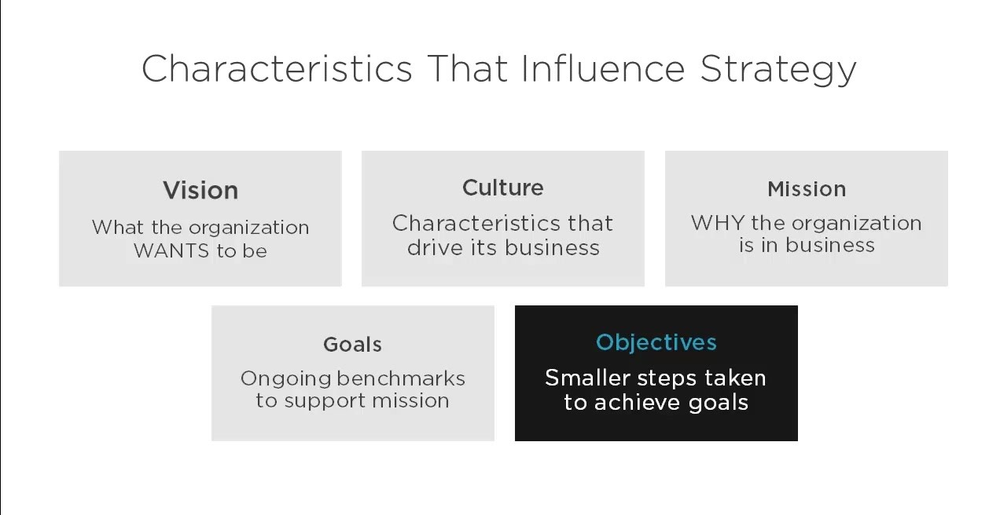 Characteristics That Influence Strategy
Vision
What the organization
WANTS to be
Culture
Characteristics that
drive its business
Mission
WHY the organization
is in business
Goals
Ongoing benchmarks
to support mission
Objectives
Smaller steps taken
to achieve goals